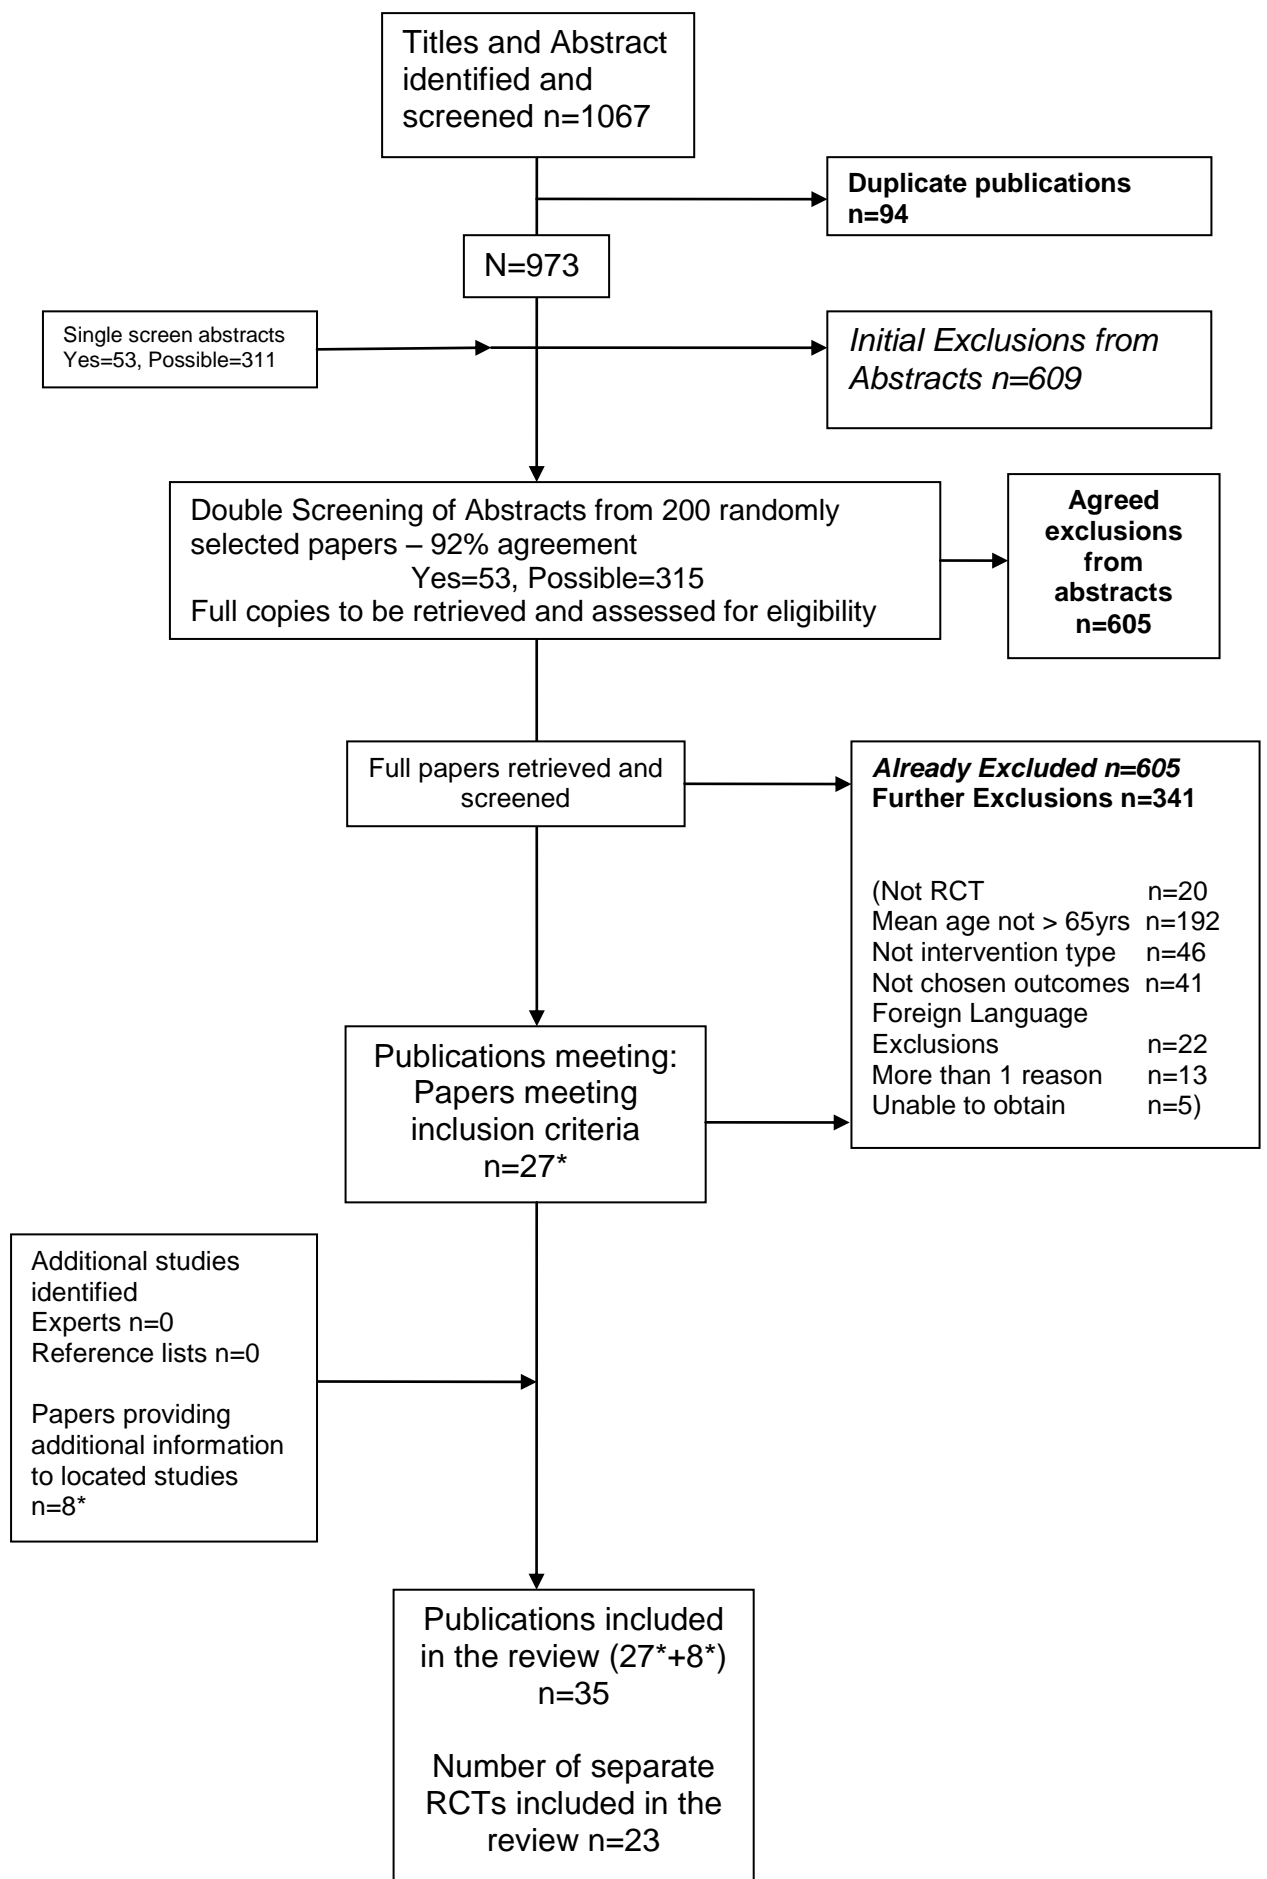 Titles and Abstract
identified and
screened n=1067
Duplicate publications
n=94
N=973
Single screen abstracts
Yes=53, Possible=311
Initial Exclusions from
Abstracts n=609
Double Screening of Abstracts from 200 randomly
selected papers – 92% agreement
Yes=53, Possible=315
Full copies to be retrieved and assessed for eligibility
Agreed
exclusions
from
abstracts
n=605
Full papers retrieved and
screened
Already Excluded n=605
Further Exclusions n=341
(Not RCT n=20
Mean age not > 65yrs n=192
Not intervention type n=46
Not chosen outcomes n=41
Foreign Language
Exclusions n=22
More than 1 reason n=13
Unable to obtain n=5)
Publications meeting:
Papers meeting
inclusion criteria
n=27*
Additional studies
identified
Experts n=0
Reference lists n=0
Papers providing
additional information
to located studies
n=8*
Publications included
in the review (27*+8*)
n=35
Number of separate
RCTs included in the
review n=23